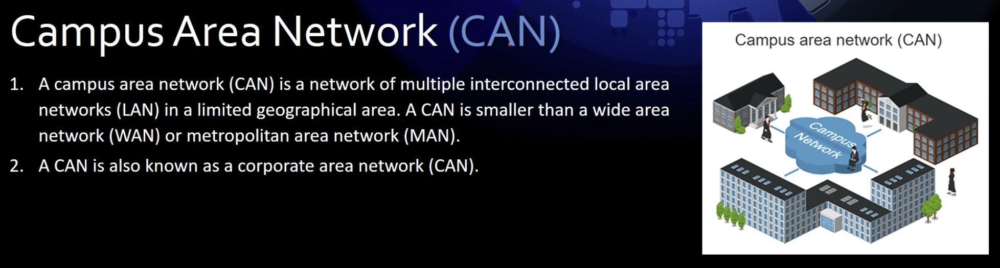 Campus Area Network (CAN)
1. A campus area network (CAN) is a network of multiple interconnected local area
networks (LAN) in a limited geographical area. A CAN is smaller than a wide area
network (WAN) or metropolitan area network (MAN).
2. A CAN is also known as a corporate area network (CAN).
Campus area network (CAN)
Campus
Network